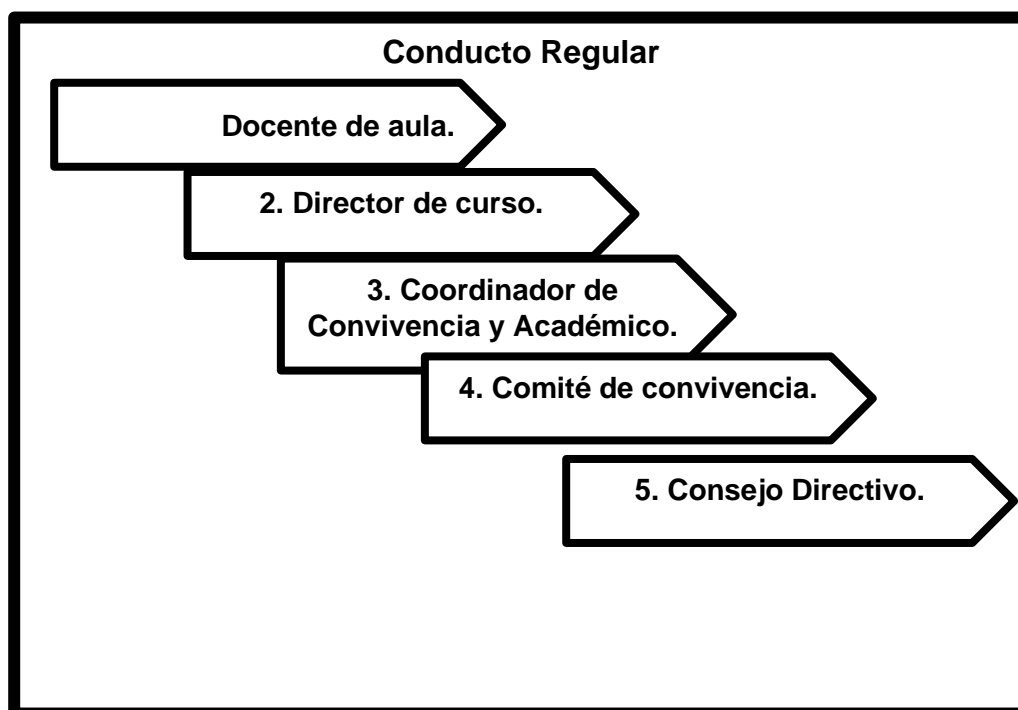 Conducto Regular
Docente de aula.
2. Director de curso.
3. Coordinador de
Convivencia y Académico.
4. Comité de convivencia.
5. Consejo Directivo.